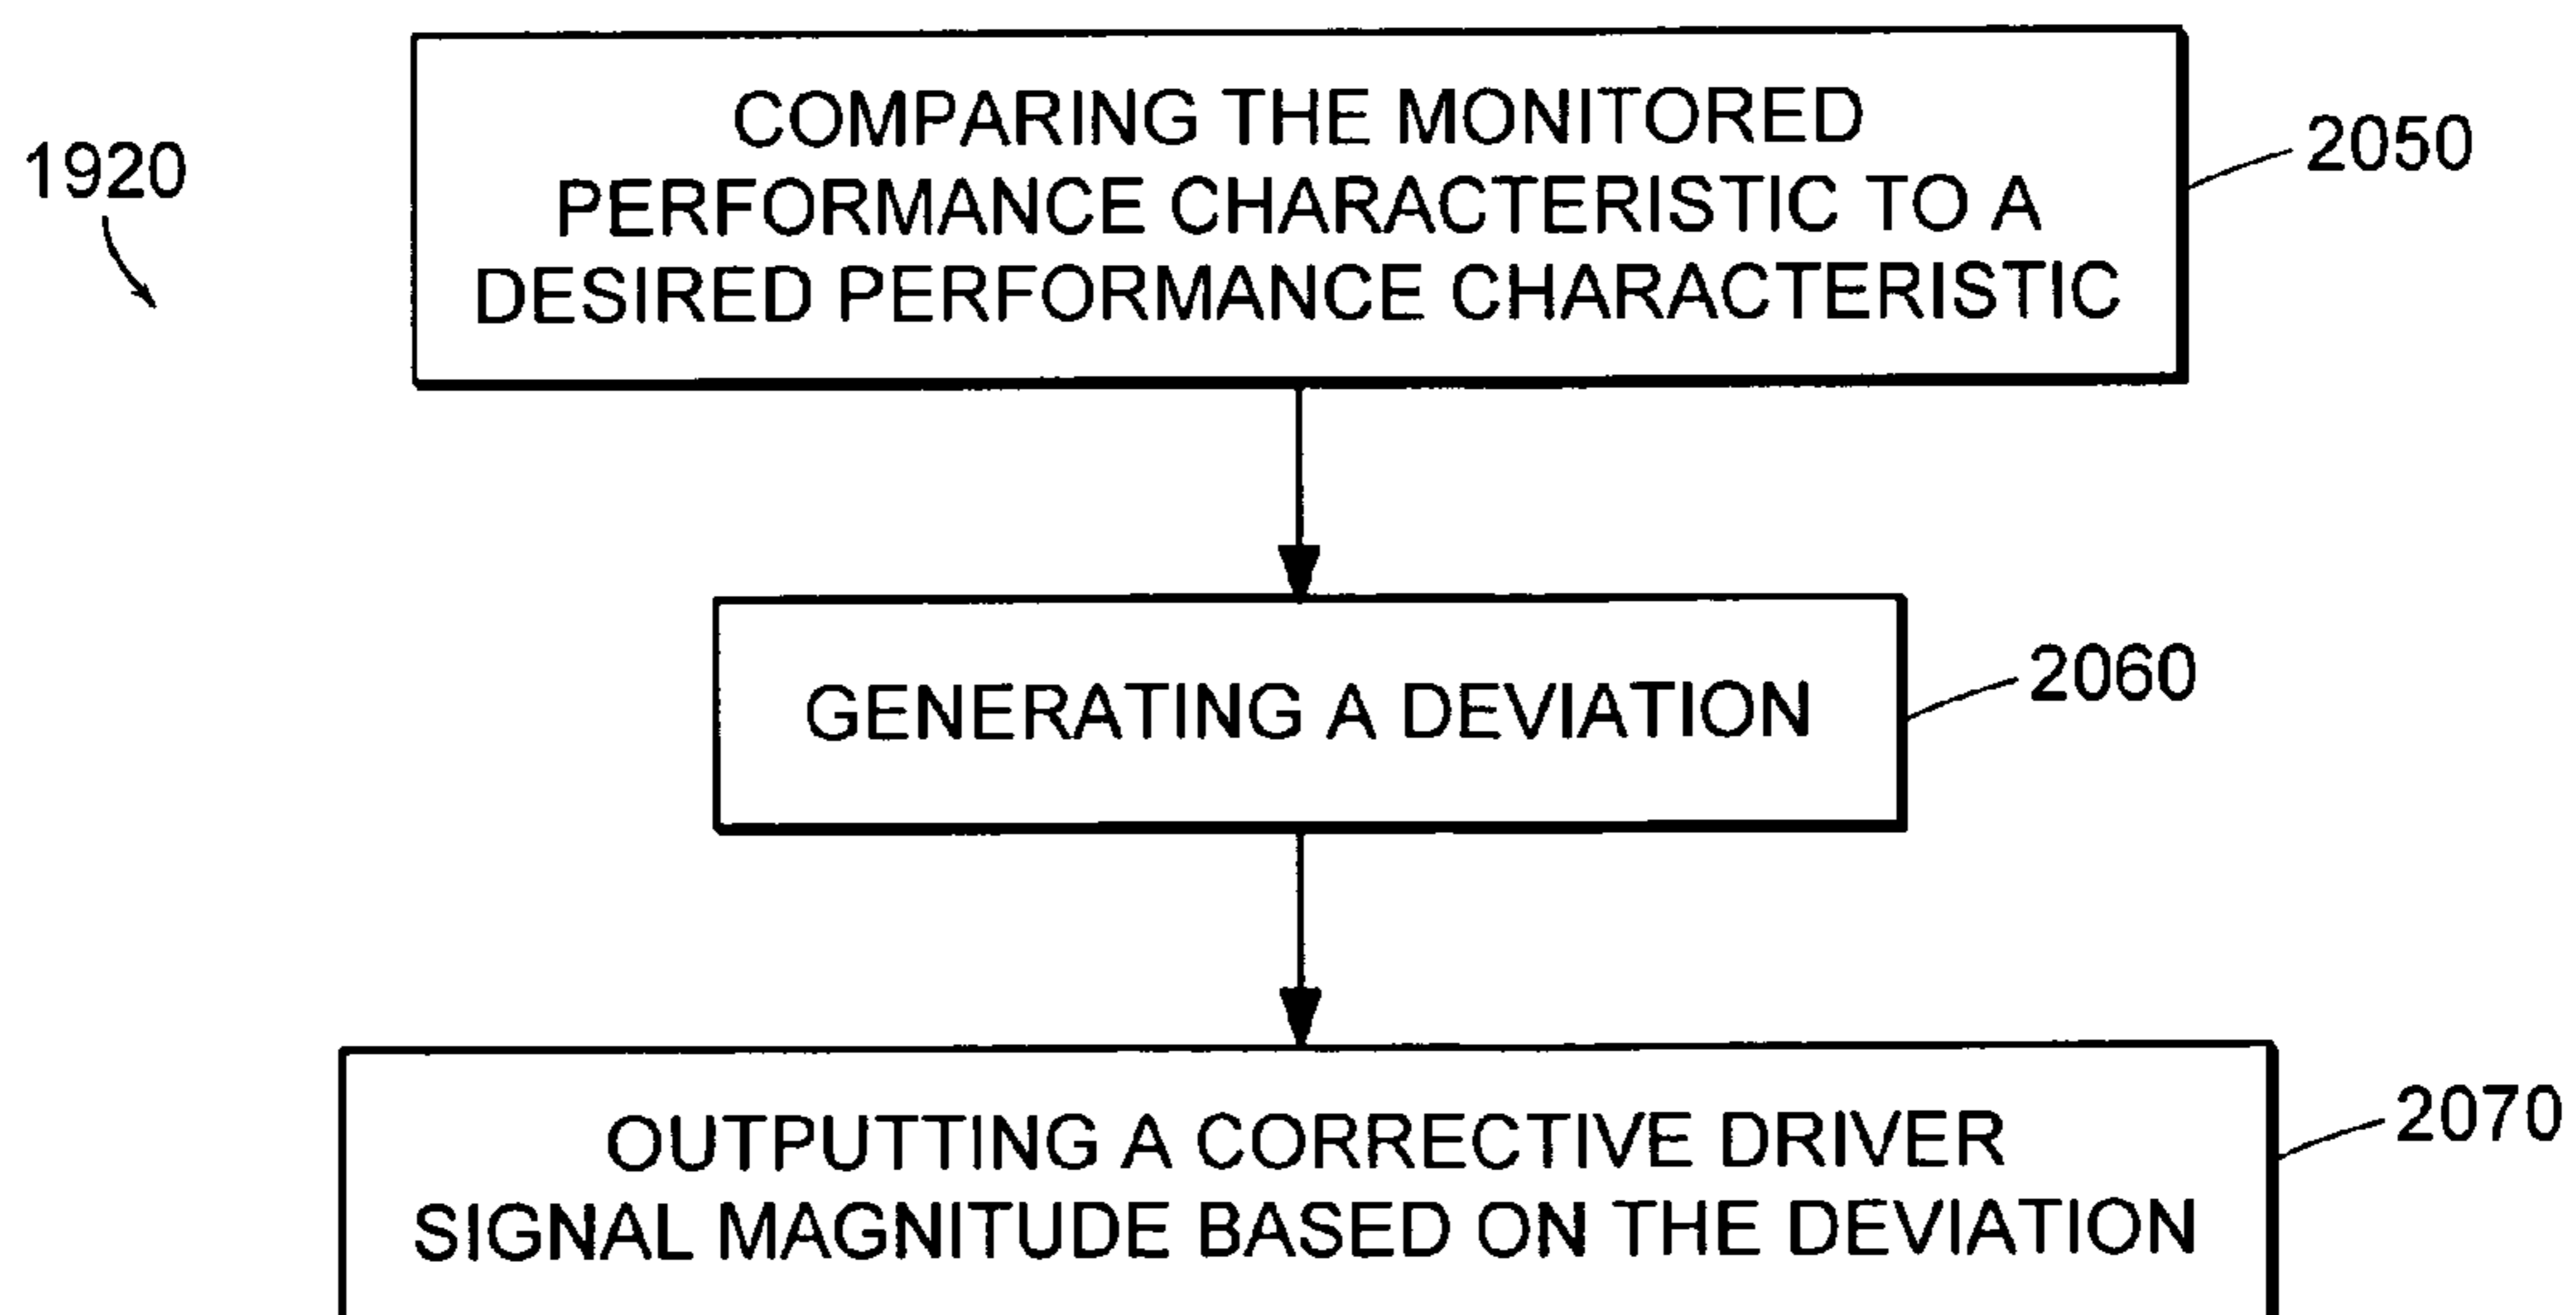 1920
COMPARING THE MONITORED
PERFORMANCE CHARACTERISTIC TO A
DESIRED PERFORMANCE CHARACTERISTIC
2050
GENERATING A DEVIATION
2060
OUTPUTTING A CORRECTIVE DRIVER
SIGNAL MAGNITUDE BASED ON THE DEVIATION
2070